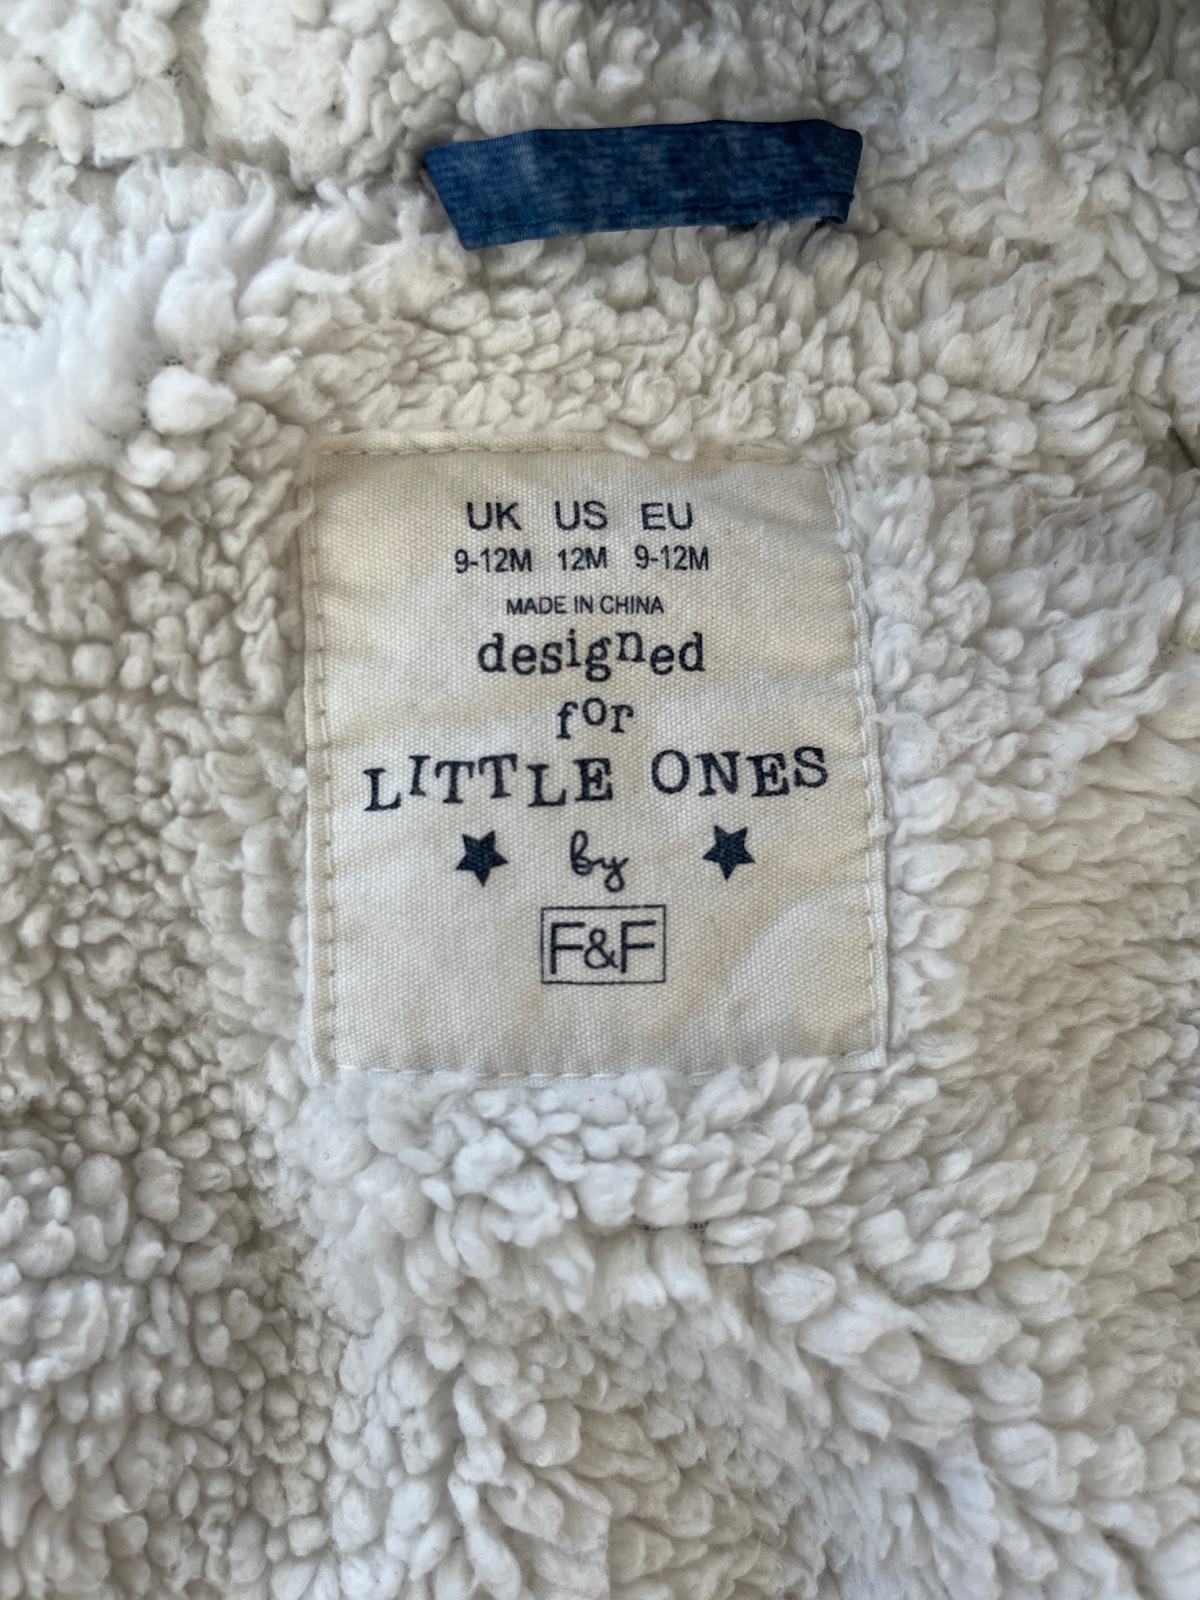 UK US EU
9-12M 12M 9-12M
MADE IN CHINA
designed
for
LITTLE ONES
by
F&F